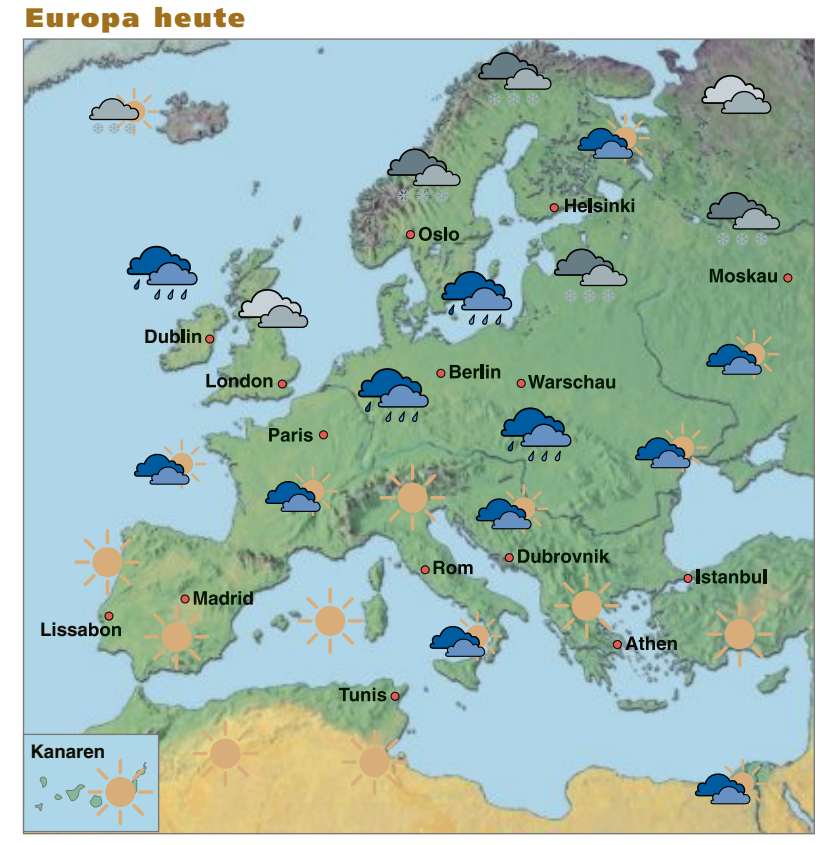 Europa heute
Helsinki
Oslo
Moskau
Dublin
Berlin
London
Warschau
Paris
Dubrovnik
Rom
Istanbul
Madrid
Lissabon
Athen
Tunis
Kanaren